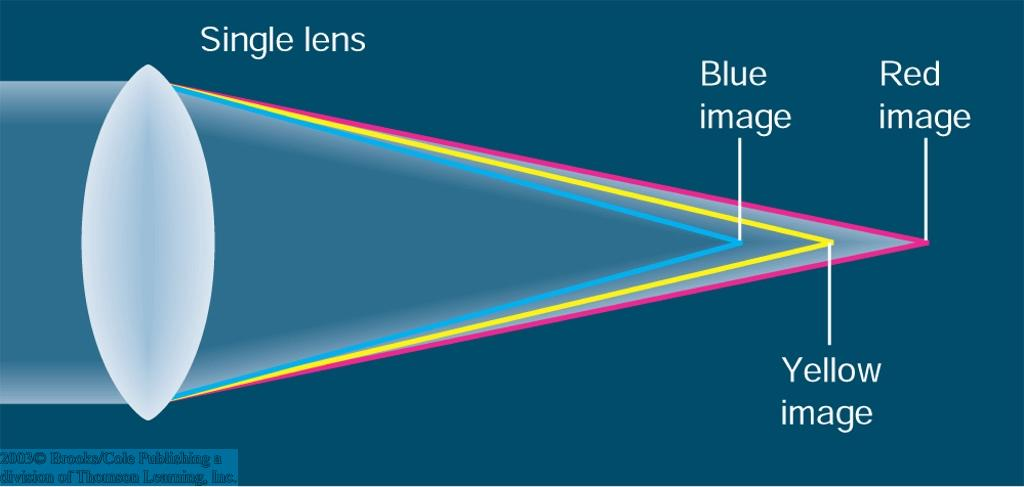 Single lens
Blue
image
Red
image
Yellow
image
2003© Brooks/Cole Publishing a
division of Thomson Learning, Inc.